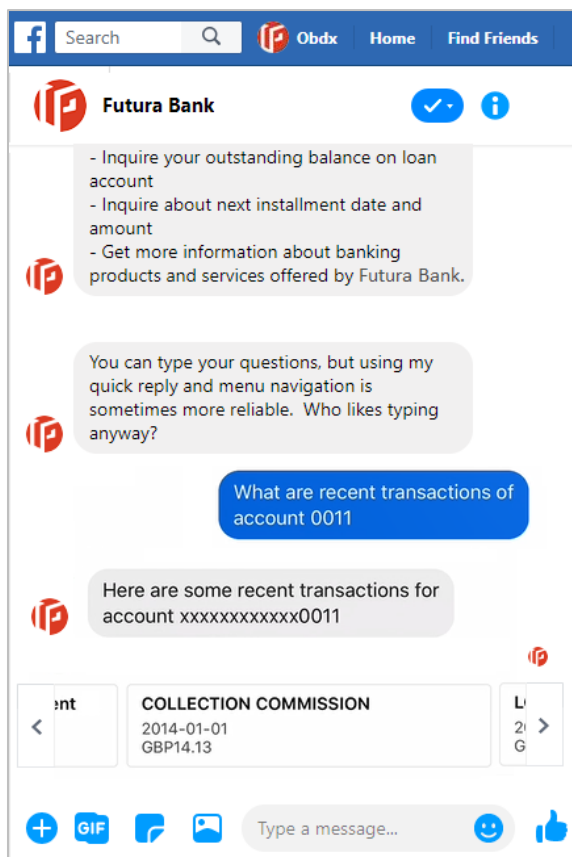 Search
Obdx
Home
Find Friends
Futura Bank
- Inquire your outstanding balance on loan
account
- Inquire about next installment date and
amount
- Get more information about banking
products and services offered by Futura Bank.
You can type your questions, but using my
quick reply and menu navigation is
sometimes more reliable.  Who likes typing
anyway?
What are recent transactions of
account 0011
Here are some recent transactions for
account xxxxxxxxxxxx0011
ent
COLLECTION COMMISSION
2014-01-01
GBP14.13
GIF
Type a message...